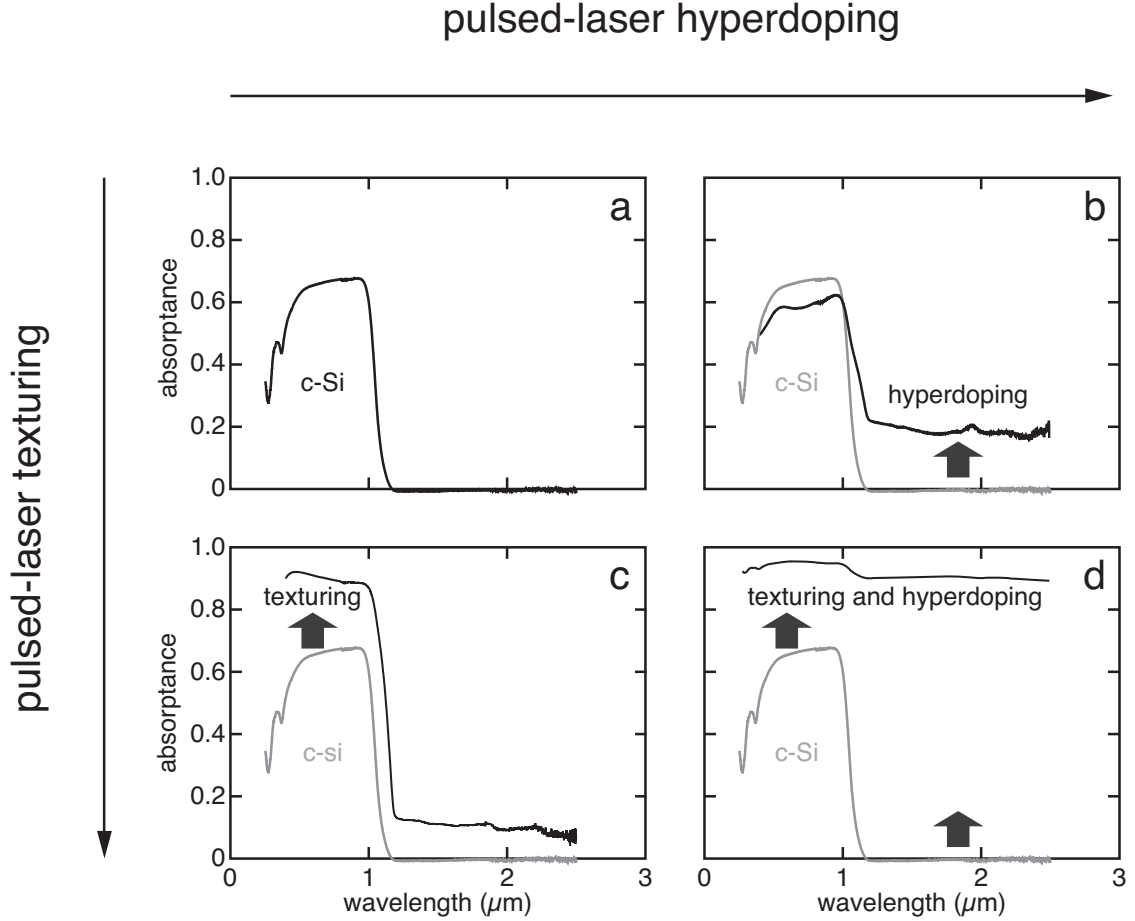 pulsed-laser hyperdoping
pulsed-laser texturing
1.0
0.8
0.6
0.4
0.2
0
absorptance
a
c-Si
b
c-Si
hyperdoping
1.0
0.8
0.6
0.4
0.2
0
absorptance
c
texturing
c-si
0
1
2
3
wavelength (µm)
d
texturing and hyperdoping
c-Si
0
1
2
3
wavelength (µm)